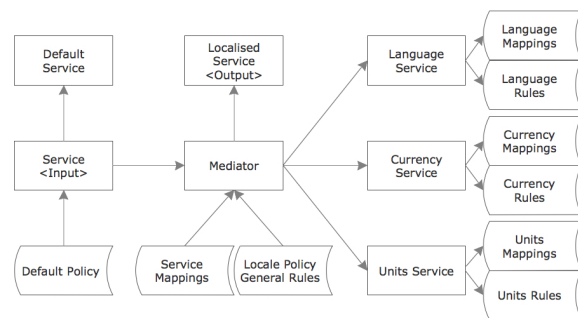 Default
Service
Localised
Service
<Output>
Language
Service
Language
Mappings
Language
Rules
Service
<Input>
Mediator
Currency
Service
Currency
Mappings
Currency
Rules
Default Policy
Service
Mappings
Locale Policy
General Rules
Units Service
Units
Mappings
Units Rules